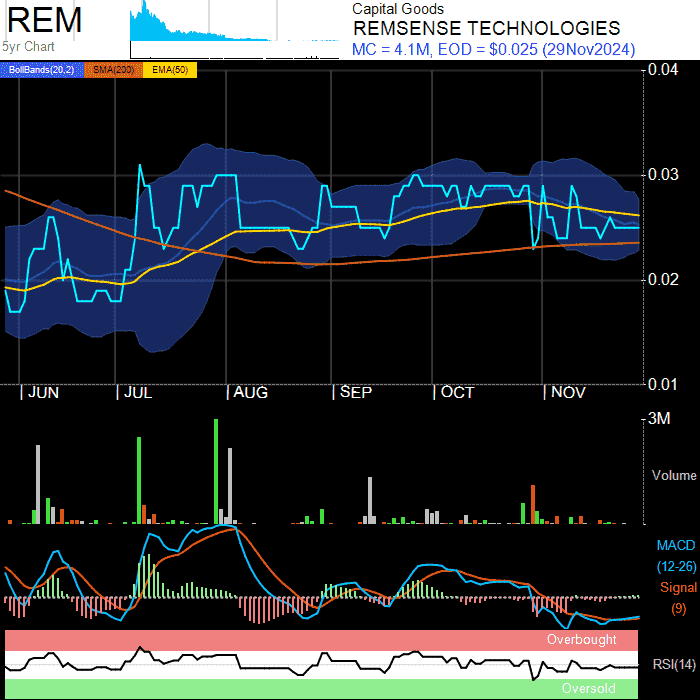 REM
5yr Chart
Capital Goods
REMSENSE TECHNOLOGIES
MC = 4.1M, EOD = $0.025 (29Nov2024)
BollBands(20,2) SMA(200) EMA(50)
0.04
0.03
0.02
0.01
| JUN | JUL | AUG | SEP | OCT | NOV
3M
Volume
MACD
(12-26)
Signal
(9)
Overbought
RSI(14)
Oversold